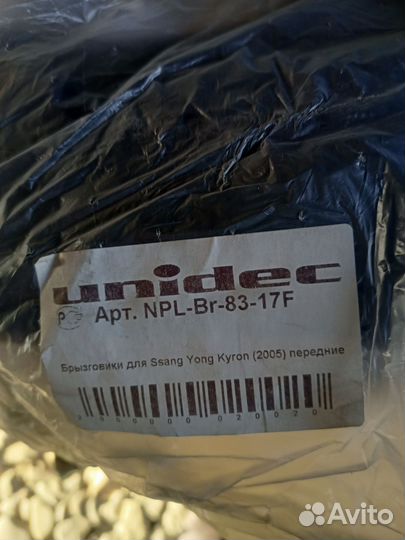 unidec
Арт. NPL-Br-83-17F
Брызговики для Ssang Yong Kyron (2005) передние
Avito